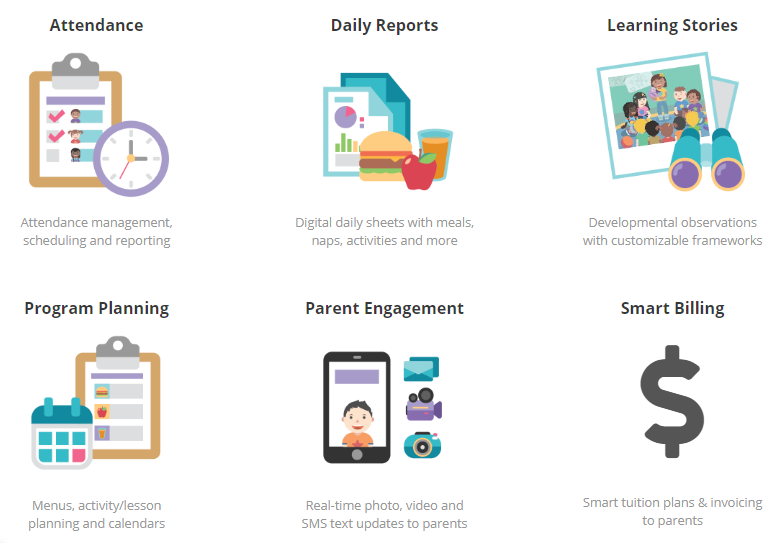 Attendance
Daily Reports
Learning Stories
Attendance management,
scheduling and reporting
Digital daily sheets with meals,
naps, activities and more
Developmental observations
with customizable frameworks
Program Planning
Parent Engagement
Smart Billing
$
Menus, activity/lesson
planning and calendars
Real-time photo, video and
SMS text updates to parents
Smart tuition plans & invoicing
to parents